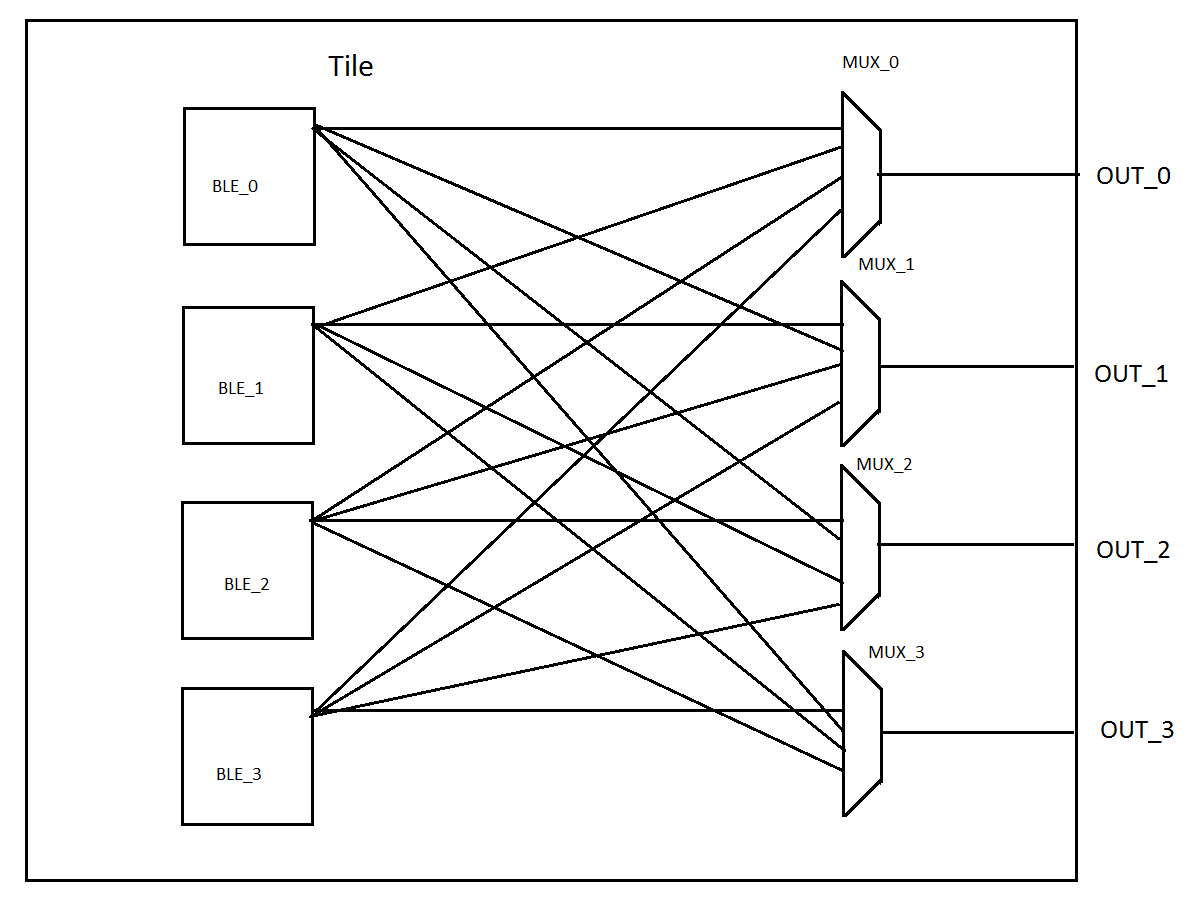 Tile
MUX_0
BLE_0
OUT_0
MUX_1
BLE_1
OUT_1
MUX_2
BLE_2
OUT_2
MUX_3
BLE_3
OUT_3